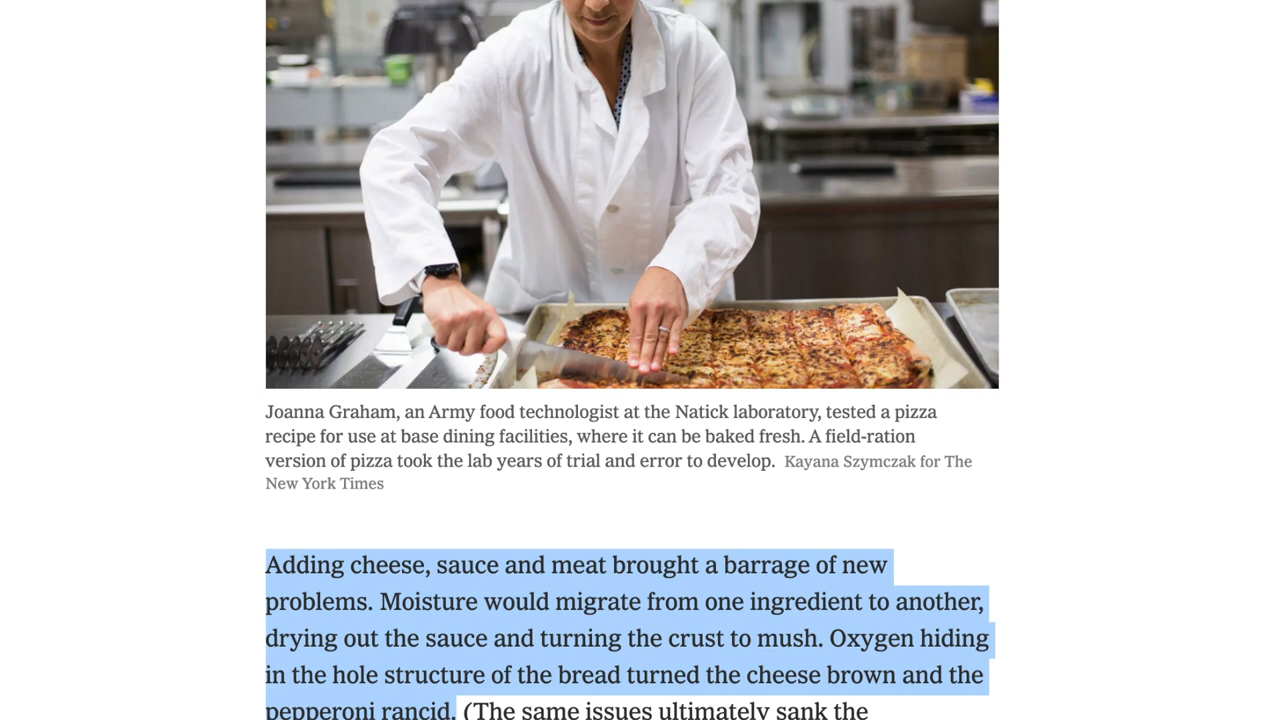 Joanna Graham, an Army food technologist at the Natick laboratory, tested a pizza
recipe for use at base dining facilities, where it can be baked fresh. A field-ration
version of pizza took the lab years of trial and error to develop. Kayana Szymczak for The
New York Times
Adding cheese, sauce and meat brought a barrage of new
problems. Moisture would migrate from one ingredient to another,
drying out the sauce and turning the crust to mush. Oxygen hiding
in the hole structure of the bread turned the cheese brown and the
pepperoni rancid. (The same issues ultimately sank the